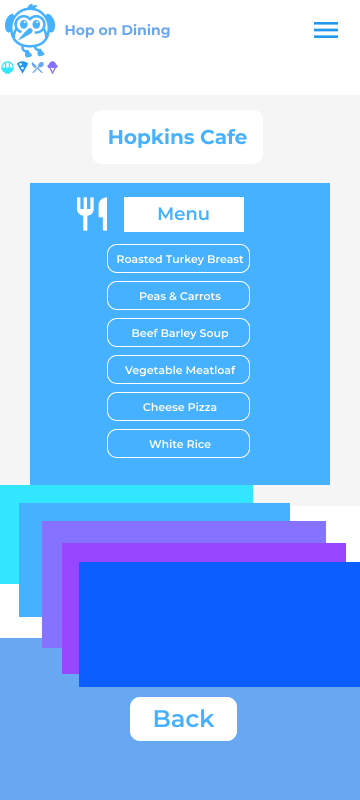 Hop on Dining
Hopkins Cafe
Menu
Roasted Turkey Breast
Peas & Carrots
Beef Barley Soup
Vegetable Meatloaf
Cheese Pizza
White Rice
Back